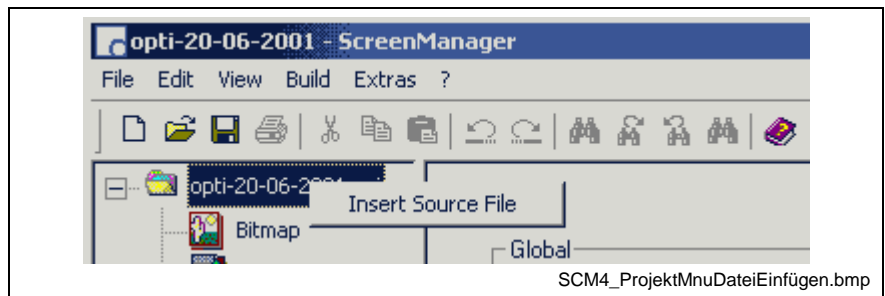 opti-20-06-2001 - ScreenManager
File Edit View Build Extras ?
opti-20-06-2001
Insert Source File
Bitmap
Global
SCM4_ProjektMnuDateiEinfügen.bmp